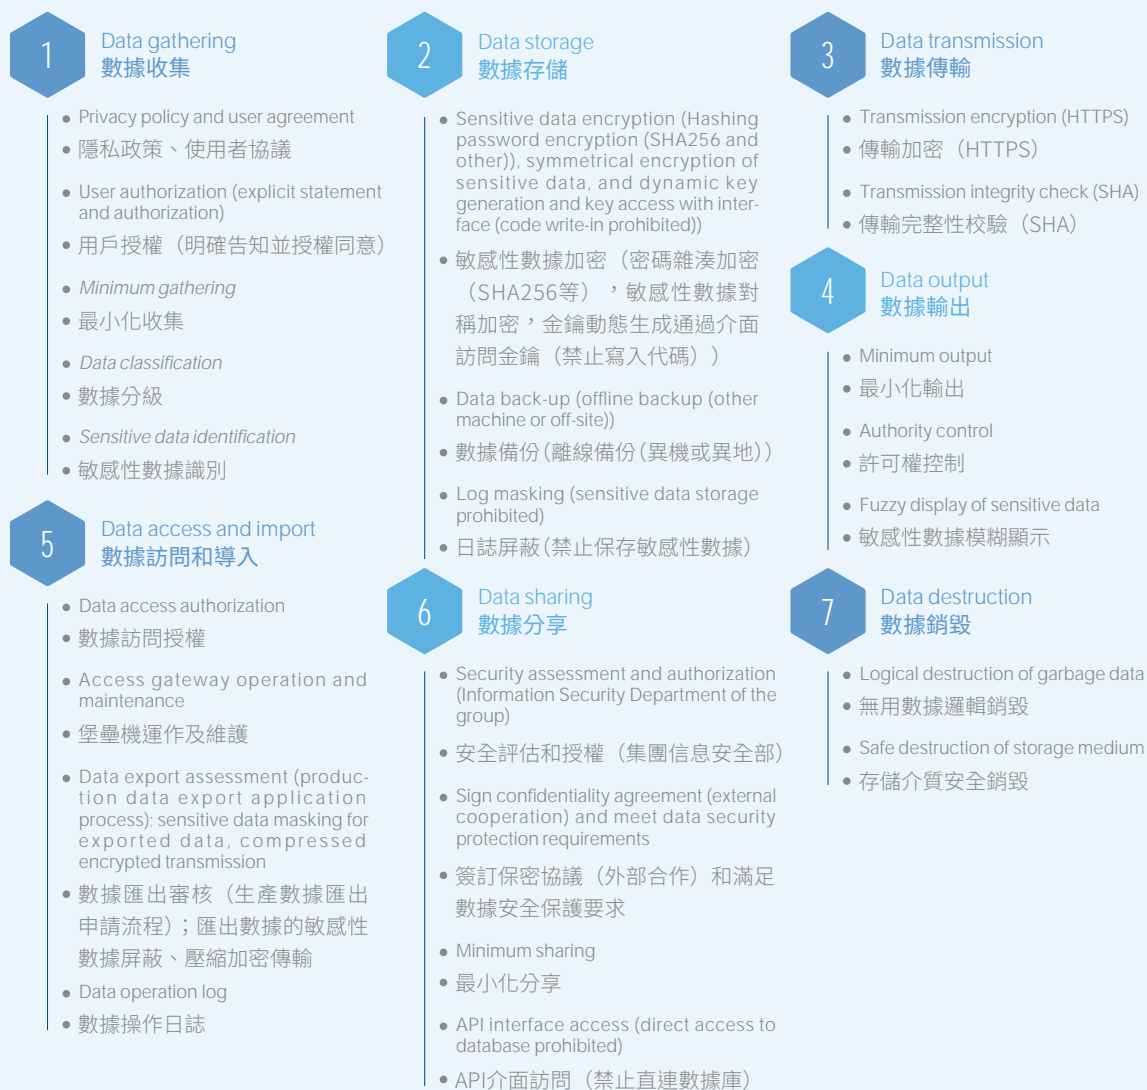 1
Data gathering
數據收集
• Privacy policy and user agreement
• 隱私政策、使用者協議
• User authorization (explicit statement
and authorization)
• 用戶授權（明確告知並授權同意）
• Minimum gathering
• 最小化收集
• Data classification
• 數據分級
• Sensitive data identification
• 敏感性數據識別
2
Data storage
數據存儲
• Sensitive data encryption (Hashing
password encryption (SHA256 and
other)), symmetrical encryption of
sensitive data, and dynamic key
generation and key access with inter-
face (code write-in prohibited))
• 敏感性數據加密（密碼雜湊加密
（SHA256等），敏感性數據對
稱加密，金鑰動態生成通過介面
訪問金鑰（禁止寫入代碼））
• Data back-up (offline backup (other
machine or off-site))
• 數據備份（離線備份（異機或異地））
• Log masking (sensitive data storage
prohibited)
• 日誌屏蔽（禁止保存敏感性數據）
3
Data transmission
數據傳輸
• Transmission encryption (HTTPS)
• 傳輸加密（HTTPS）
• Transmission integrity check (SHA)
• 傳輸完整性校驗（SHA）
4
Data output
數據輸出
• Minimum output
• 最小化輸出
• Authority control
• 許可權控制
• Fuzzy display of sensitive data
• 敏感性數據模糊顯示
5
Data access and import
數據訪問和導入
• Data access authorization
• 數據訪問授權
• Access gateway operation and
maintenance
• 堡壘機運作及維護
• Data export assessment (produc-
tion data export application
process); sensitive data masking for
exported data, compressed
encrypted transmission
• 數據匯出審核（生產數據匯出
申請流程）；匯出數據的敏感性
數據屏蔽、壓縮加密傳輸
• Data operation log
• 數據操作日誌
6
Data sharing
數據分享
• Security assessment and authorization
(Information Security Department of the
group)
• 安全評估和授權（集團信息安全部）
• Sign confidentiality agreement (external
cooperation) and meet data security
protection requirements
• 簽訂保密協議（外部合作）和滿足
數據安全保護要求
• Minimum sharing
• 最小化分享
• API interface access (direct access to
database prohibited)
• API介面訪問（禁止直連數據庫）
7
Data destruction
數據銷毀
• Logical destruction of garbage data
• 無用數據邏輯銷毀
• Safe destruction of storage medium
• 存儲介質安全銷毀